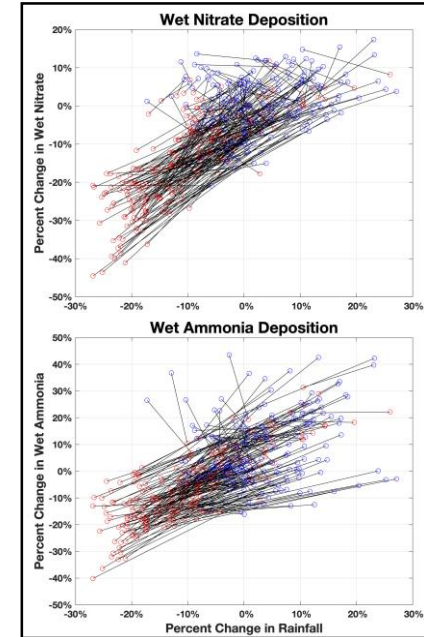 Wet Nitrate Deposition
Percent Change in Wet Nitrate
20%
10%
0%
-10%
-20%
-30%
-40%
-50%
-30% -20% -10% 0% 10% 20% 30%
Wet Ammonia Deposition
Percent Change in Wet Ammonia
50%
40%
30%
20%
10%
0%
-10%
-20%
-30%
-40%
-50%
-30% -20% -10% 0% 10% 20% 30%
Percent Change in Rainfall